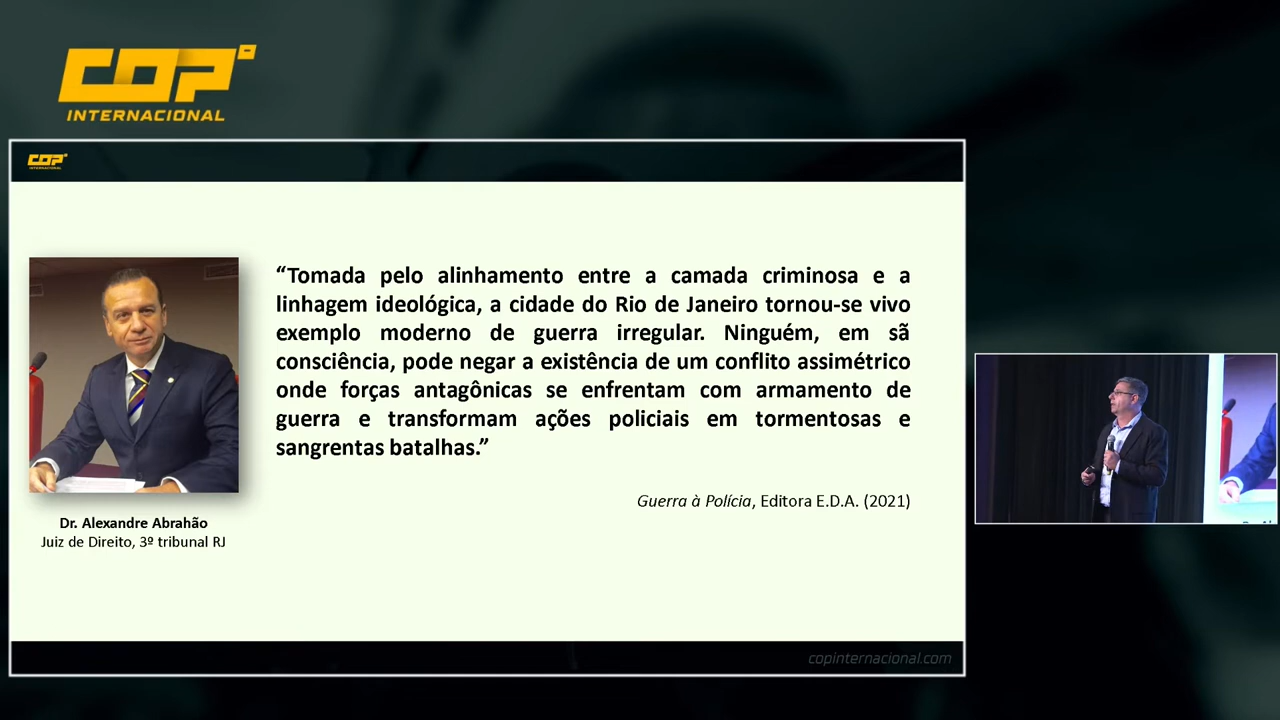 COP
INTERNACIONAL
COP
INTERNACIONAL
“Tomada pelo alinhamento entre a camada criminosa e a
linhagem ideológica, a cidade do Rio de Janeiro tornou-se vivo
exemplo moderno de guerra irregular. Ninguém, em sã
consciência, pode negar a existência de um conflito assimétrico
onde forças antagônicas se enfrentam com armamento de
guerra e transformam ações policiais em tormentosas e
sangrentas batalhas.”
Guerra à Polícia, Editora E.D.A. (2021)
Dr. Alexandre Abrahão
Juiz de Direito, 3º tribunal RJ
copinternacional.com